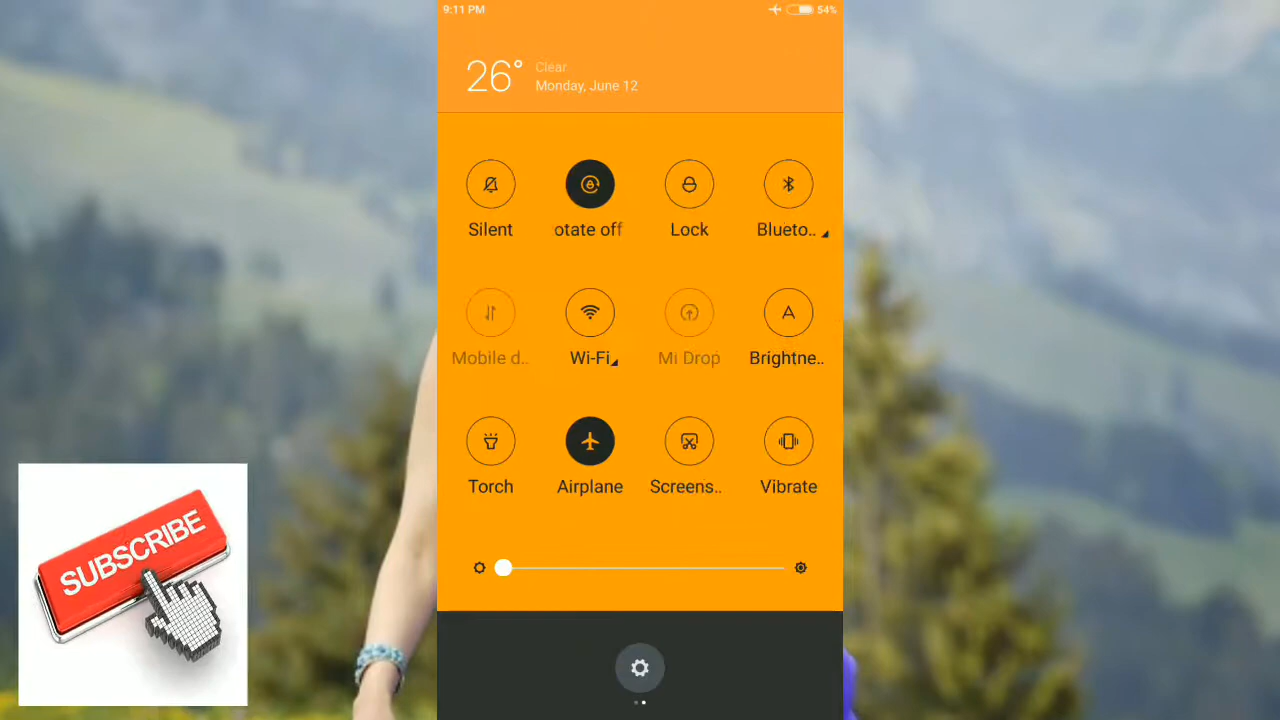 9:11 PM
54%
26°
Clear
Monday, June 12
Silent
otate off
Lock
Blueto..
Mobile d..
Wi-Fi
Mi Drop
Brightne..
Torch
Airplane
Screens..
Vibrate
SUBSCRIBE